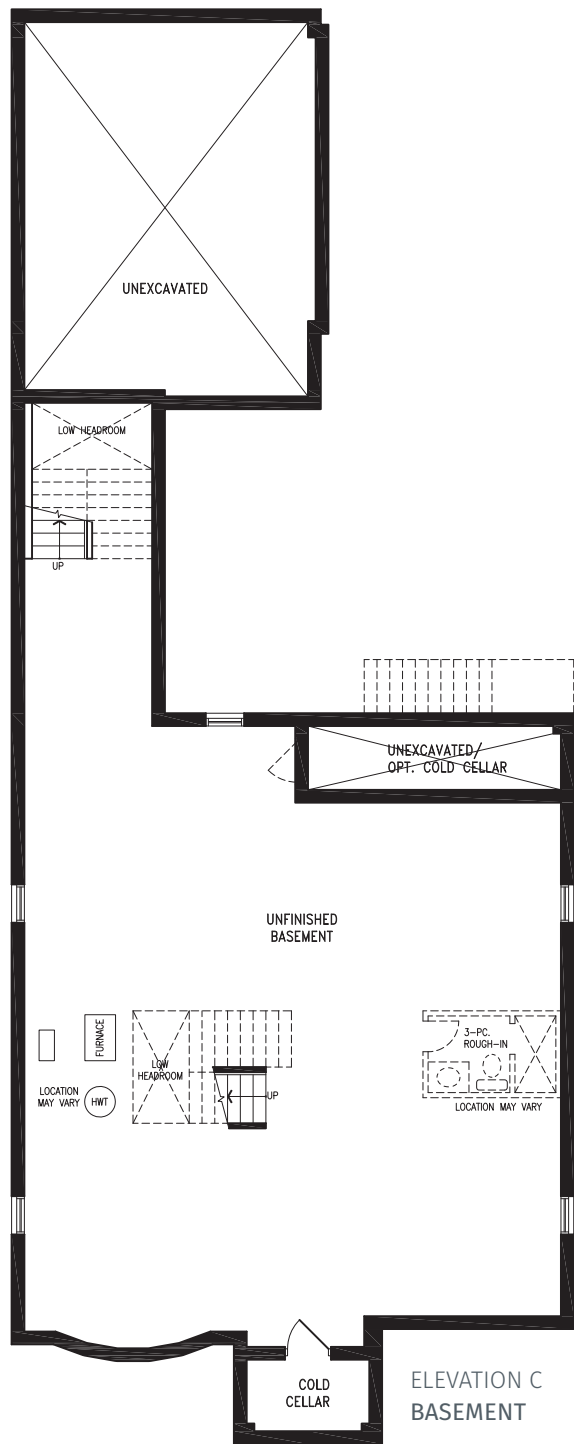 UNEXCAVATED
LOW HEADROOM
UP
UNEXCAVATED/
OPT. COLD CELLAR
UNFINISHED
BASEMENT
FURNACE
LOW
HEADROOM
3-PC.
ROUGH-IN
LOCATION
MAY VARY
HWT
UP
LOCATION MAY VARY
COLD
CELLAR
ELEVATION C
BASEMENT